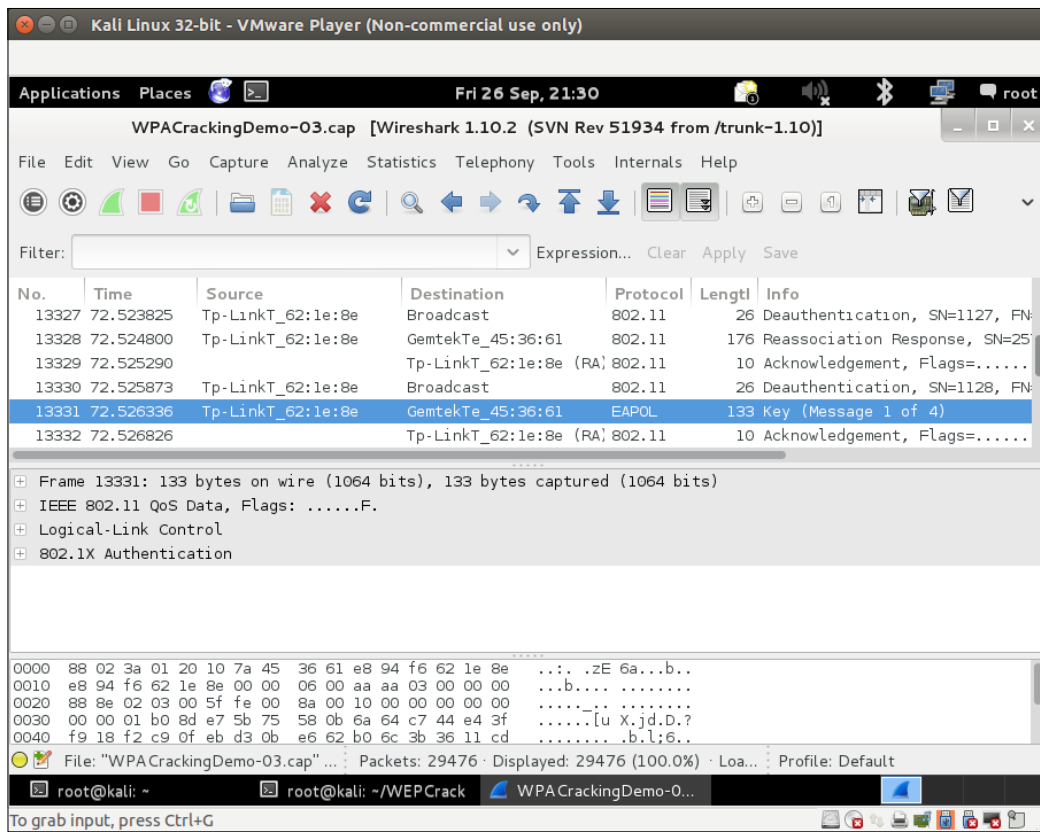 Kali Linux 32-bit - VMware Player (Non-commercial use only)
Applications Places Fri 26 Sep, 21:30 root
WPACrackingDemo-03.cap [Wireshark 1.10.2 (SVN Rev 51934 from /trunk-1.10)]
File Edit View Go Capture Analyze Statistics Telephony Tools Internals Help
Filter: Expression... Clear Apply Save
No. Time Source Destination Protocol Lengtl Info
13327 72.523825 Tp-LinkT_62:1e:8e Broadcast 802.11 26 Deauthentication, SN=1127, FN=
13328 72.524800 Tp-LinkT_62:1e:8e GemtekTe_45:36:61 802.11 176 Reassociation Response, SN=25
13329 72.525290 Tp-LinkT_62:1e:8e (RA) 802.11 10 Acknowledgement, Flags=......
13330 72.525873 Tp-LinkT_62:1e:8e Broadcast 802.11 26 Deauthentication, SN=1128, FN=
13331 72.526336 Tp-LinkT_62:1e:8e GemtekTe_45:36:61 EAPOL 133 Key (Message 1 of 4)
13332 72.526826 Tp-LinkT_62:1e:8e (RA) 802.11 10 Acknowledgement, Flags=......
Frame 13331: 133 bytes on wire (1064 bits), 133 bytes captured (1064 bits)
IEEE 802.11 QoS Data, Flags: ......F.
Logical-Link Control
802.1X Authentication
0000 88 02 3a 01 20 10 7a 45 36 61 e8 94 f6 62 1e 8e ..:. .zE 6a...b..
0010 e8 94 f6 62 1e 8e 00 00 06 00 aa aa 03 00 00 00 ...b.... ........
0020 88 8e 02 03 00 5f fe 00 8a 00 10 00 00 00 00 00 ....._.. ........
0030 00 00 01 b0 8d e7 5b 75 58 0b 6a 64 c7 44 e4 3f ......[u X.jd.D.?
0040 f9 18 f2 c9 0f eb d3 0b e6 62 b0 6c 3b 36 11 cd ........ .b.l;6..
File: "WPACrackingDemo-03.cap" ... Packets: 29476 · Displayed: 29476 (100.0%) · Loa... Profile: Default
root@kali: ~ root@kali: ~/WEPCrack WPACrackingDemo-0...
To grab input, press Ctrl+G